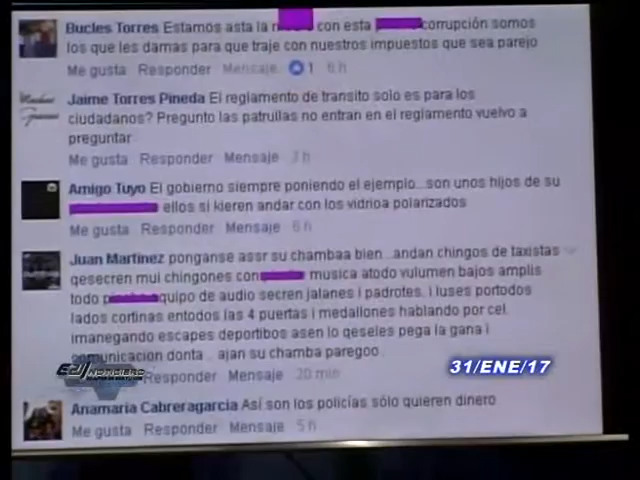 Bucles Torres Estamos asta la con esta corrupción somos
los que les damas para que traje con nuestros impuestos que sea parejo
Me gusta Responder Mensaje 1 6 h
Jaime Torres Pineda El reglamento de transito solo es para los
ciudadanos? Pregunto las patrullas no entran en el reglamento vuelvo a
preguntar
Me gusta Responder Mensaje 3 h
Amigo Tuyo El gobierno siempre poniendo el ejemplo...son unos hijos de su
ellos si kieren andar con los vidrioa polarizados
Me gusta Responder Mensaje 6 h
Juan Martinez ponganse assr su chambaa bien...andan chingos de taxistas
qesecren mui chingones con musica atodo vulumen bajos amplis
todo equipo de audio secren jalanes i padrotes. i luses portodos
lados cortinas entodos las 4 puertas i medallones hablando por cel.
imanegando escapes deportibos asen lo qeseles pega la gana i
comunicacion donta .. ajan su chamba paregoo
NOTICIERO Responder Mensaje 20 min
31/ENE/17
Anamaria Cabreragarcia Así son los policías sólo quieren dinero
Me gusta Responder Mensaje 5 h